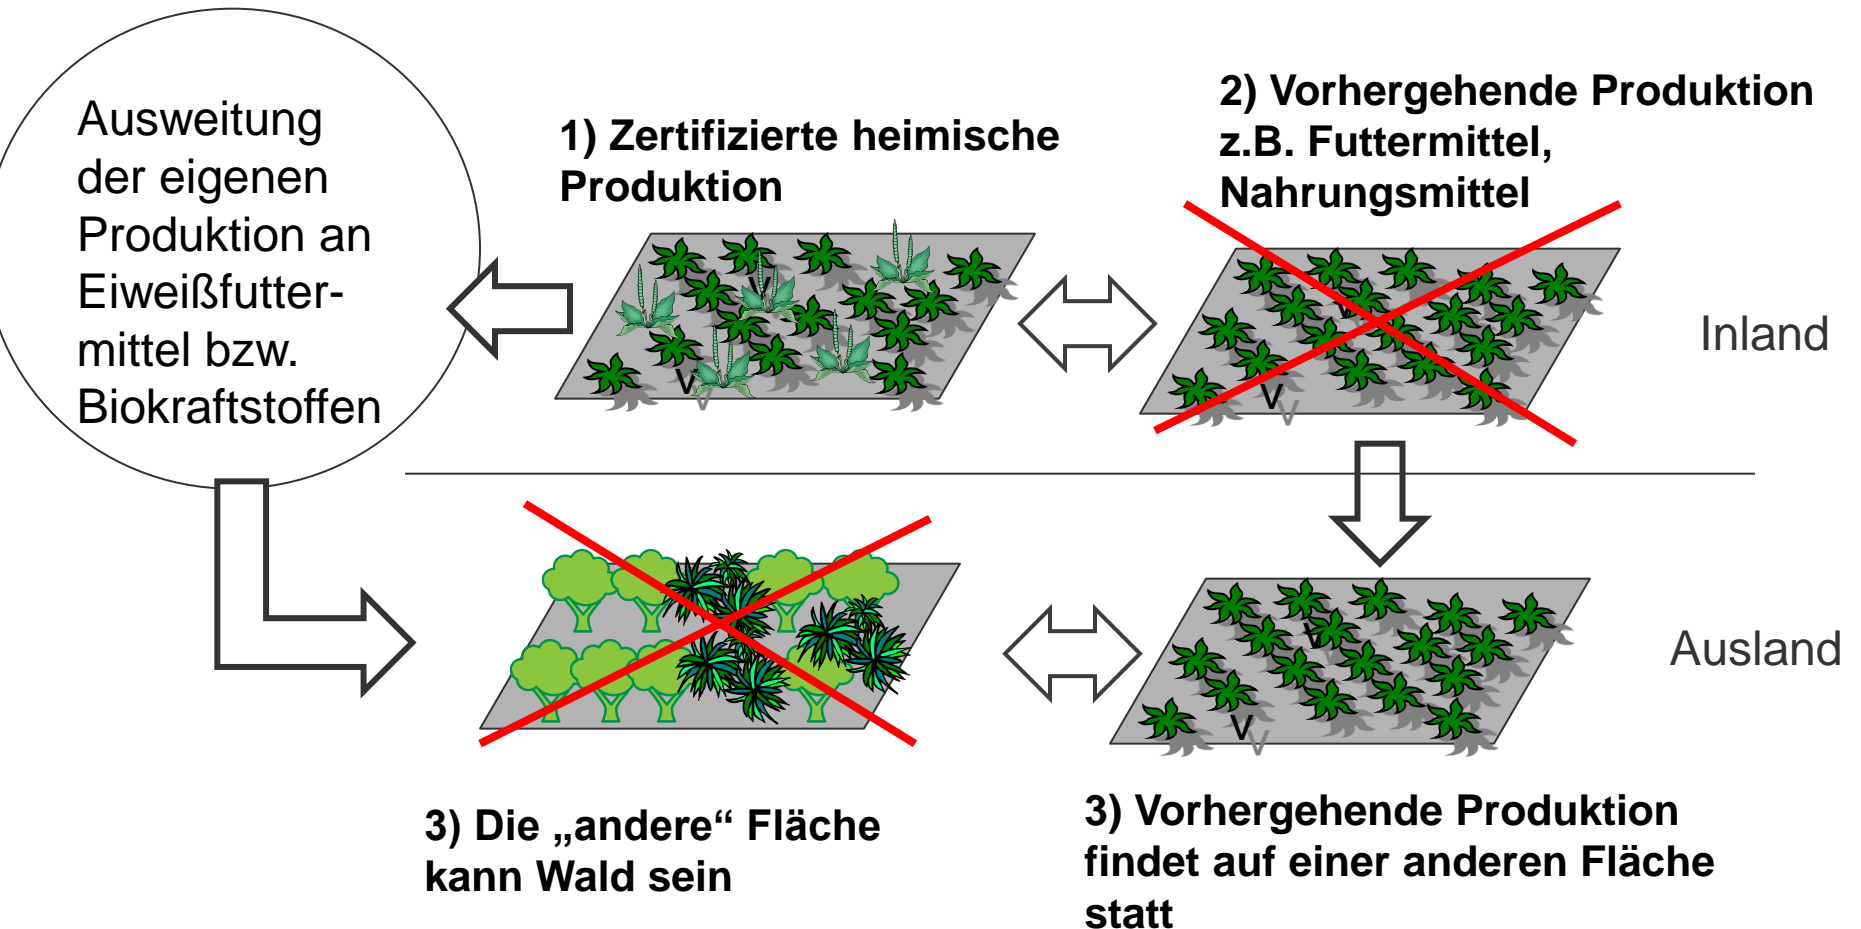 Ausweitung
der eigenen
Produktion an
Eiweißfutter-
mittel bzw.
Biokraftstoffen
1) Zertifizierte heimische
Produktion
2) Vorhergehende Produktion
z.B. Futtermittel,
Nahrungsmittel
Inland
Ausland
3) Die „andere“ Fläche
kann Wald sein
3) Vorhergehende Produktion
findet auf einer anderen Fläche
statt